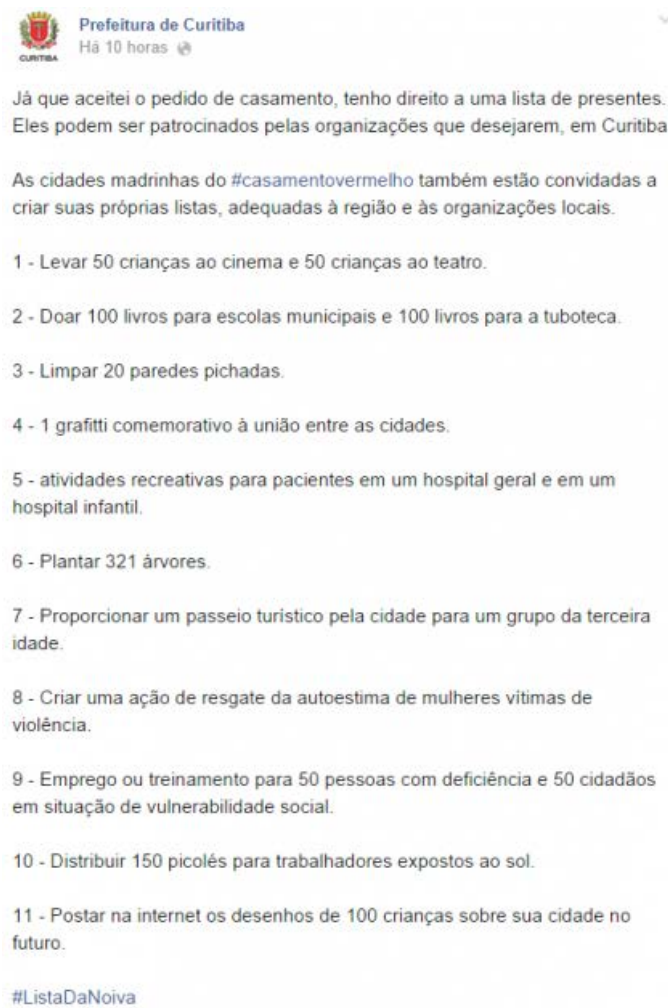 Prefeitura de Curitiba
Há 10 horas
CURITIBA
Já que aceitei o pedido de casamento, tenho direito a uma lista de presentes.
Eles podem ser patrocinados pelas organizações que desejarem, em Curitiba
As cidades madrinhas do #casamentovermelho também estão convidadas a
criar suas próprias listas, adequadas à região e às organizações locais.
1 - Levar 50 crianças ao cinema e 50 crianças ao teatro.
2 - Doar 100 livros para escolas municipais e 100 livros para a tuboteca.
3 - Limpar 20 paredes pichadas.
4 - 1 grafitti comemorativo à união entre as cidades.
5 - atividades recreativas para pacientes em um hospital geral e em um
hospital infantil.
6 - Plantar 321 árvores.
7 - Proporcionar um passeio turístico pela cidade para um grupo da terceira
idade.
8 - Criar uma ação de resgate da autoestima de mulheres vítimas de
violência.
9 - Emprego ou treinamento para 50 pessoas com deficiência e 50 cidadãos
em situação de vulnerabilidade social.
10 - Distribuir 150 picolés para trabalhadores expostos ao sol.
11 - Postar na internet os desenhos de 100 crianças sobre sua cidade no
futuro.
#ListaDaNoiva